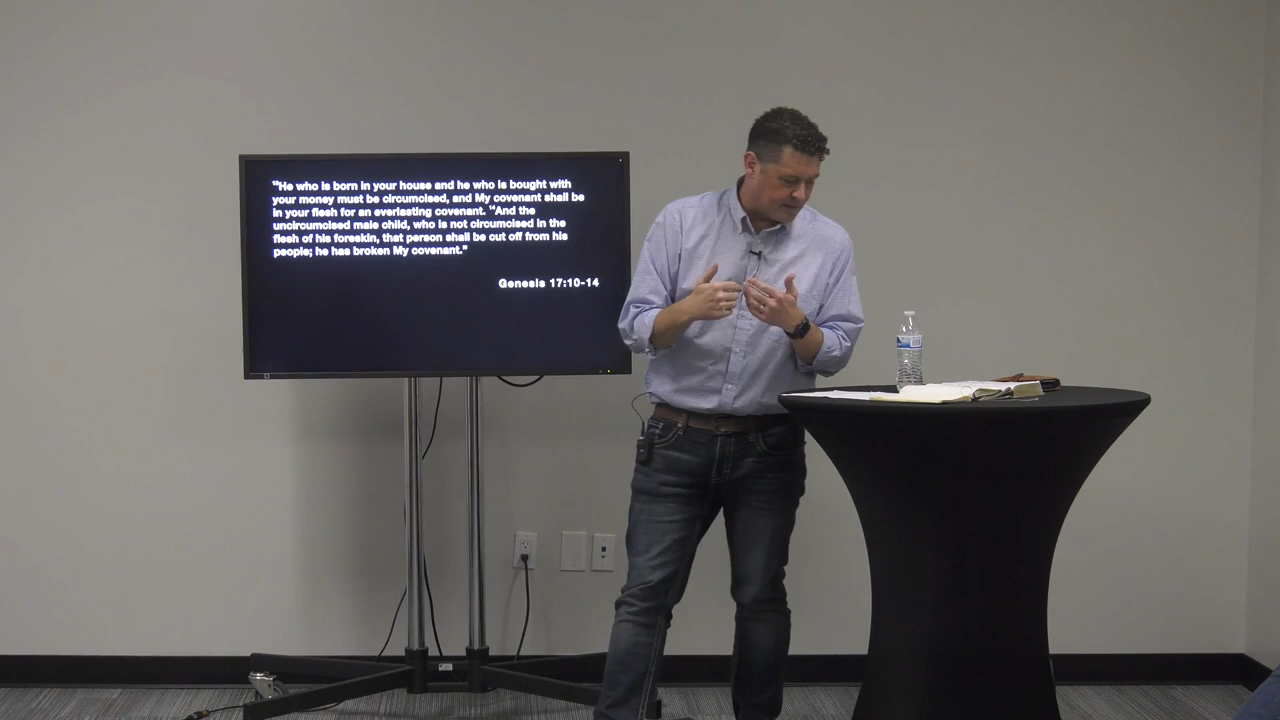 ¹³He who is born in your house and he who is bought with
your money must be circumcised, and My covenant shall be
in your flesh for an everlasting covenant. ¹⁴And the
uncircumcised male child, who is not circumcised in the
flesh of his foreskin, that person shall be cut off from his
people; he has broken My covenant.”
Genesis 17:10-14